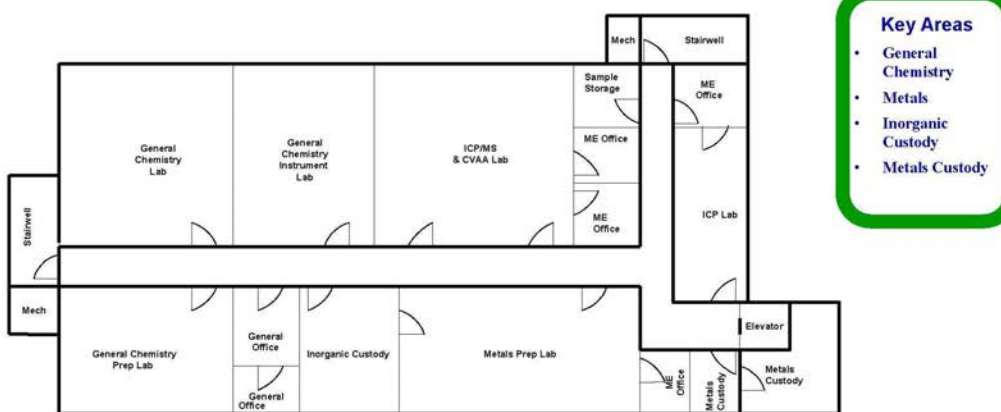 Key Areas
• General
Chemistry
• Metals
• Inorganic
Custody
• Metals Custody
Mech
Stairwell
Sample
Storage
ME
Office
General
Chemistry
Lab
General
Chemistry
Instrument
Lab
ICP/MS
& CVAA Lab
ME Office
ME
Office
ICP Lab
Stairwell
Mech
General Chemistry
Prep Lab
General
Office
General
Office
Inorganic Custody
Metals Prep Lab
Elevator
ME
Office
Metals
Custody
Metals
Custody